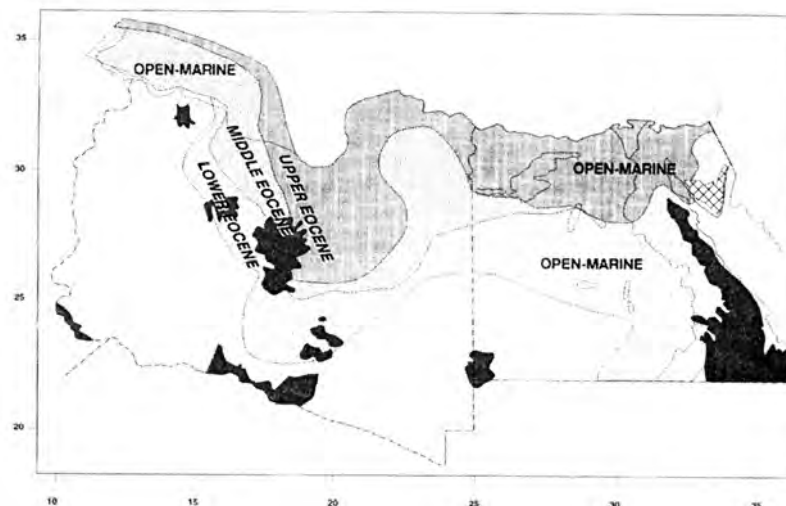 35
30
25
20
10
15
20
25
30
35
OPEN-MARINE
LOWER EOCENE
MIDDLE EOCENE
UPPER EOCENE
OPEN-MARINE
OPEN-MARINE